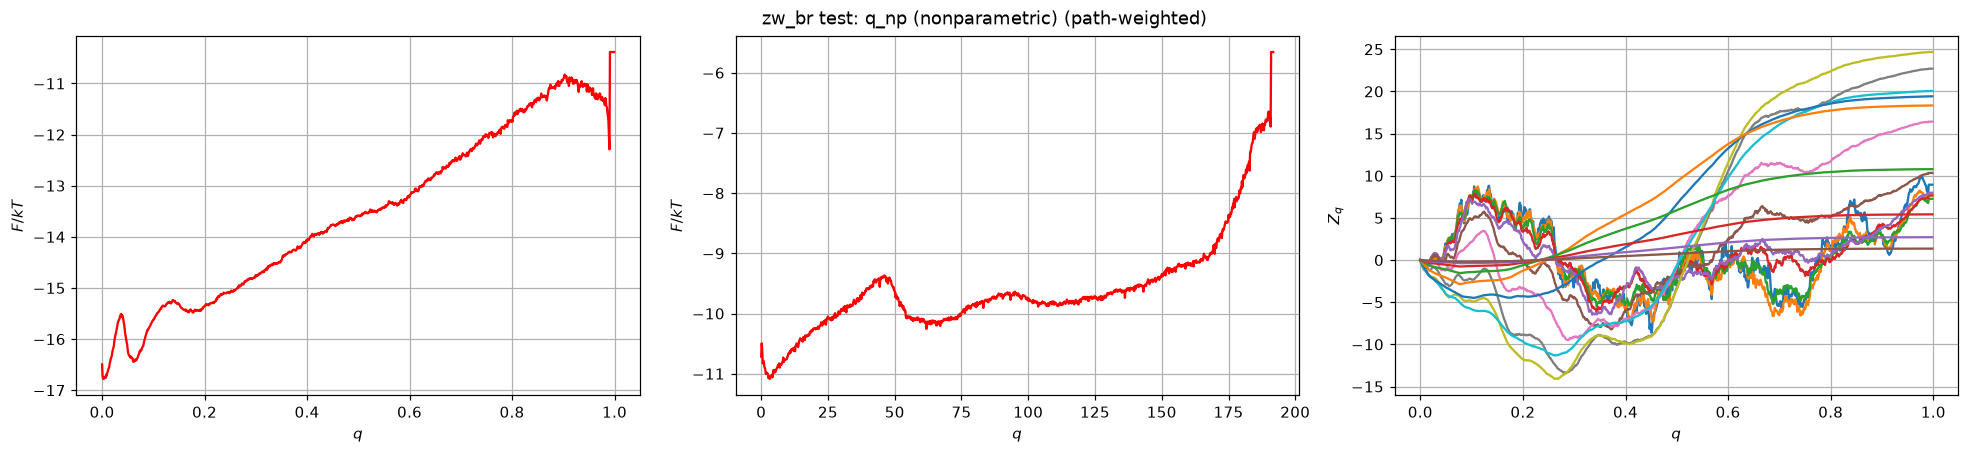 zw_br test: q_np (nonparametric) (path-weighted)
F/kT
−11
−12
−13
−14
−15
−16
−17
0.0 0.2 0.4 0.6 0.8 1.0
q
F/kT
−6
−7
−8
−9
−10
−11
0 25 50 75 100 125 150 175 200
q
Z_q
25
20
15
10
5
0
−5
−10
−15
0.0 0.2 0.4 0.6 0.8 1.0
q